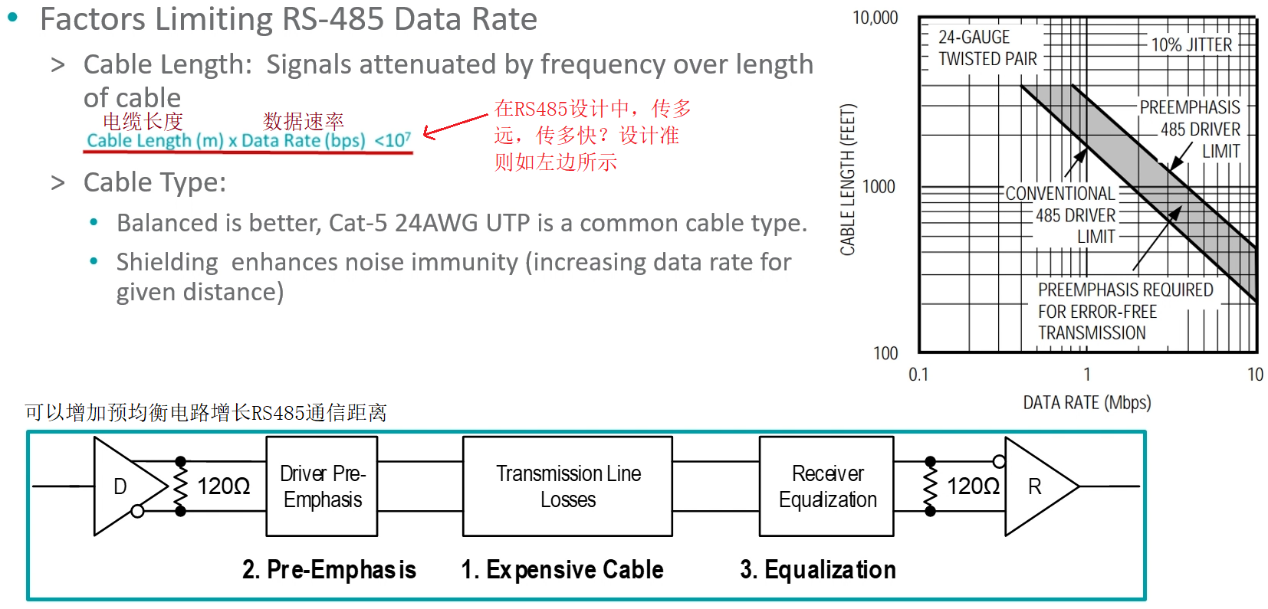 • Factors Limiting RS-485 Data Rate
> Cable Length: Signals attenuated by frequency over length
of cable
电缆长度 数据速率
Cable Length (m) x Data Rate (bps) <10⁷
在RS485设计中，传多
远，传多快？设计准
则如左边所示
> Cable Type:
• Balanced is better, Cat-5 24AWG UTP is a common cable type.
• Shielding enhances noise immunity (increasing data rate for
given distance)
10,000
1000
100
CABLE LENGTH (FEET)
24-GAUGE
TWISTED PAIR
10% JITTER
PREEMPHASIS
485 DRIVER
LIMIT
CONVENTIONAL
485 DRIVER
LIMIT
PREEMPHASIS REQUIRED
FOR ERROR-FREE
TRANSMISSION
0.1 1 10
DATA RATE (Mbps)
可以增加预均衡电路增长RS485通信距离
D
120Ω
Driver Pre-
Emphasis
Transmission Line
Losses
Receiver
Equalization
120Ω
R
2. Pre-Emphasis 1. Expensive Cable 3. Equalization